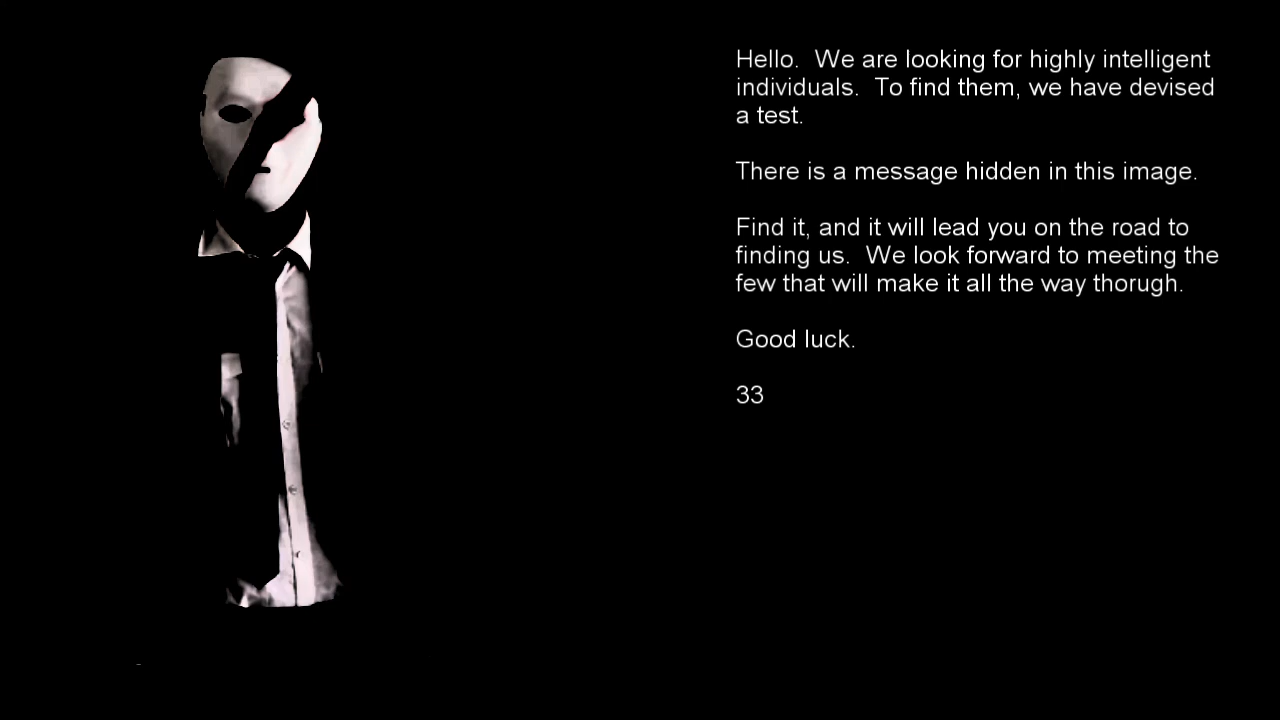 Hello.  We are looking for highly intelligent
individuals.  To find them, we have devised
a test.
There is a message hidden in this image.
Find it, and it will lead you on the road to
finding us.  We look forward to meeting the
few that will make it all the way thorugh.
Good luck.
33